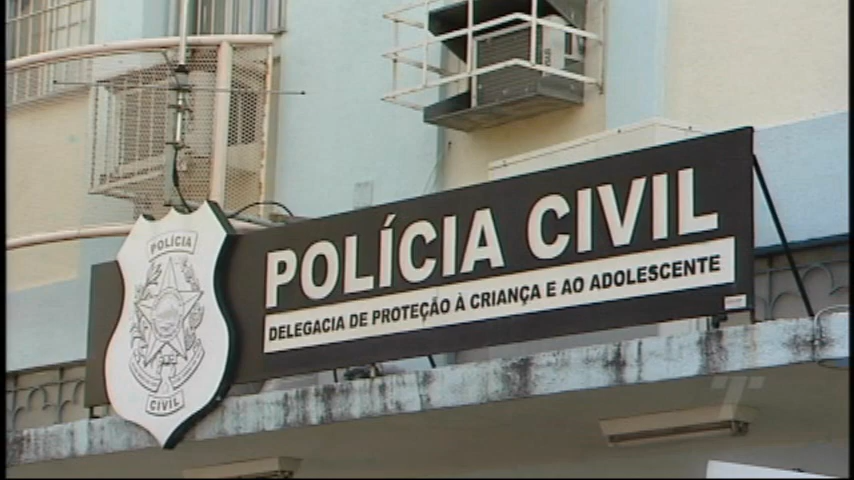 POLÍCIA CIVIL
DELEGACIA DE PROTEÇÃO À CRIANÇA E AO ADOLESCENTE
POLÍCIA
CIVIL